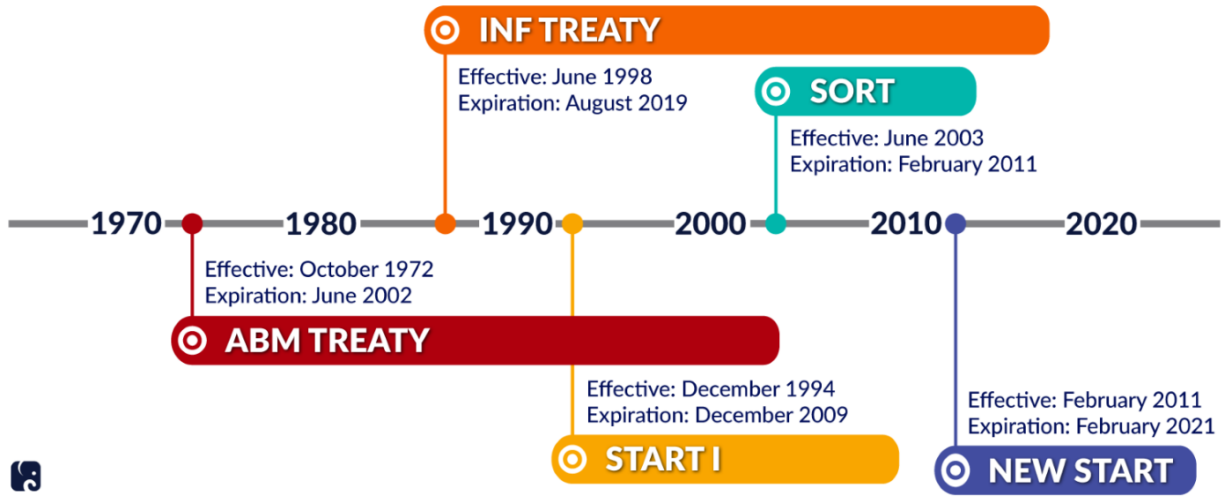 INF TREATY
Effective: June 1998
Expiration: August 2019
SORT
Effective: June 2003
Expiration: February 2011
1970 1980 1990 2000 2010 2020
Effective: October 1972
Expiration: June 2002
ABM TREATY
Effective: December 1994
Expiration: December 2009
START I
Effective: February 2011
Expiration: February 2021
NEW START